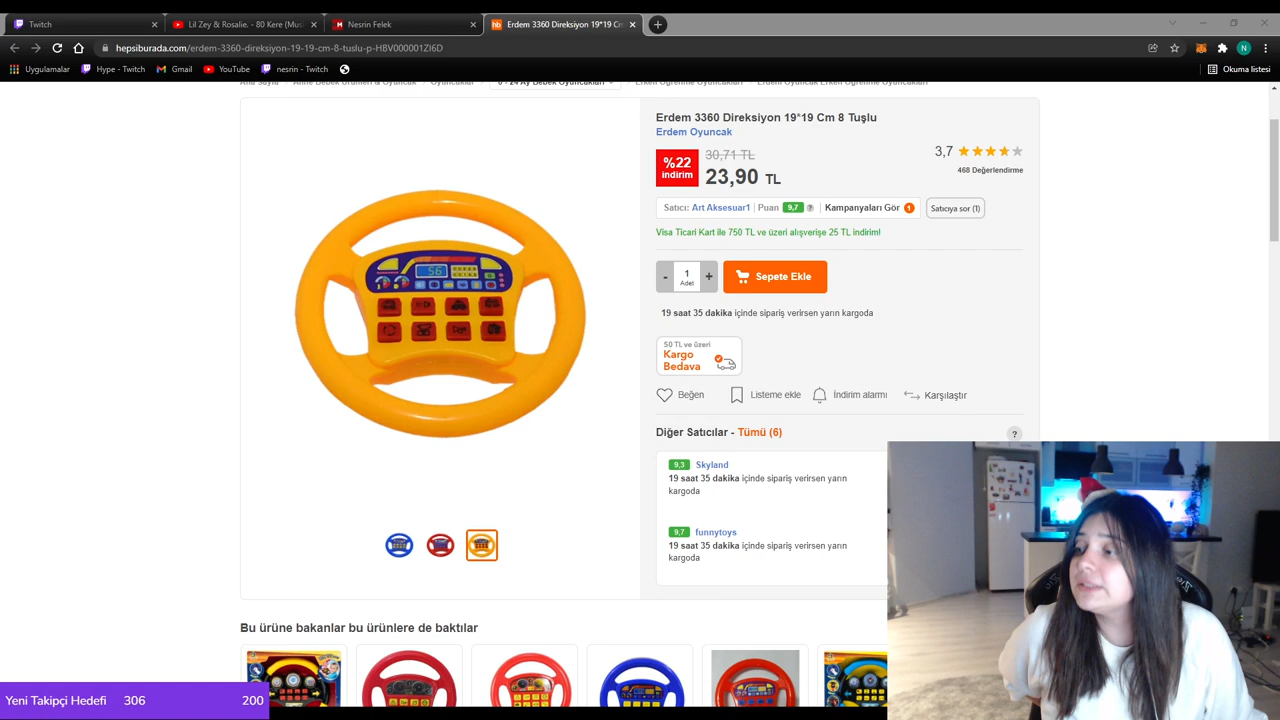 Twitch
Lil Zey & Rosalie. - 80 Kere (Mus
Nesrin Felek
Erdem 3360 Direksiyon 19*19 Cm
hepsiburada.com/erdem-3360-direksiyon-19-19-cm-8-tuslu-p-HBV000001ZI6D
N
Uygulamalar
Hype - Twitch
Gmail
YouTube
nesrin - Twitch
Okuma listesi
Erdem 3360 Direksiyon 19*19 Cm 8 Tuşlu
Erdem Oyuncak
%22
indirim
30,71 TL
23,90 TL
3,7
468 Değerlendirme
Satıcı: Art Aksesuar1
Puan 9,7 ?
Kampanyaları Gör 1
Satıcıya sor (1)
Visa Ticari Kart ile 750 TL ve üzeri alışverişe 25 TL indirim!
- 1 +
Adet
Sepete Ekle
19 saat 35 dakika içinde sipariş verirsen yarın kargoda
50 TL ve üzeri
Kargo
Bedava
Beğen
Listeme ekle
İndirim alarmı
Karşılaştır
Diğer Satıcılar - Tümü (6)
?
9,3 Skyland
19 saat 35 dakika içinde sipariş verirsen yarın
kargoda
9,7 funnytoys
19 saat 35 dakika içinde sipariş verirsen yarın
kargoda
56
Bu ürüne bakanlar bu ürünlere de baktılar
Yeni Takipçi Hedefi 306 200